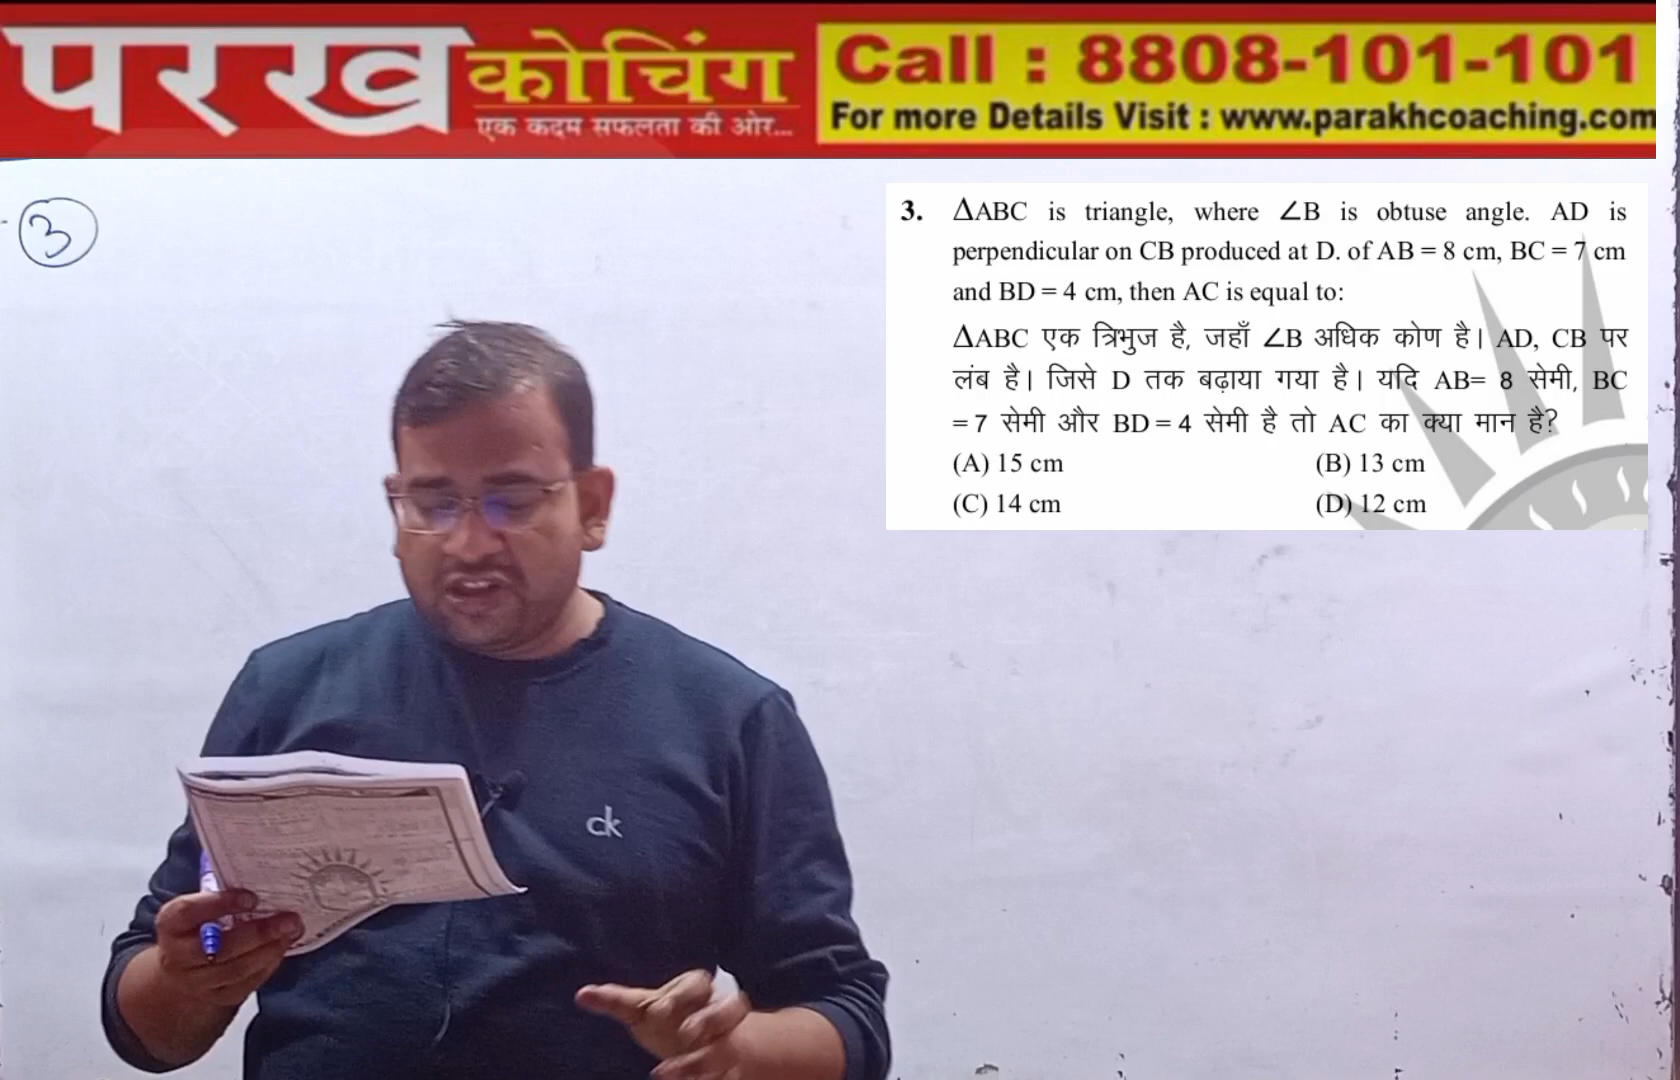 परख कोचिंग
एक कदम सफलता की ओर...
Call : 8808-101-101
For more Details Visit : www.parakhcoaching.com
3
3. ∆ABC is triangle, where ∠B is obtuse angle. AD is
perpendicular on CB produced at D. of AB = 8 cm, BC = 7 cm
and BD = 4 cm, then AC is equal to:
∆ABC एक त्रिभुज है, जहाँ ∠B अधिक कोण है। AD, CB पर
लंब है। जिसे D तक बढ़ाया गया है। यदि AB= 8 सेमी, BC
= 7 सेमी और BD = 4 सेमी है तो AC का क्या मान है?
(A) 15 cm (B) 13 cm
(C) 14 cm (D) 12 cm
ck